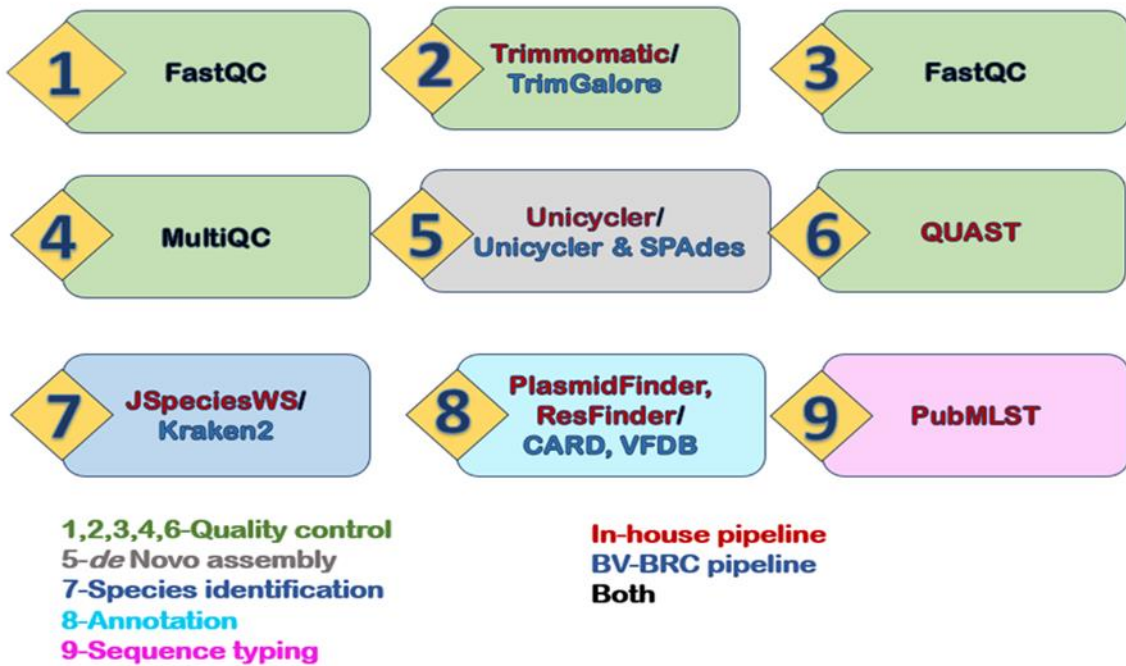 1
FastQC
2
Trimmomatic/
TrimGalore
3
FastQC
4
MultiQC
5
Unicycler/
Unicycler & SPAdes
6
QUAST
7
JSpeciesWS/
Kraken2
8
PlasmidFinder,
ResFinder/
CARD, VFDB
9
PubMLST
1,2,3,4,6-Quality control
5-de Novo assembly
7-Species identification
8-Annotation
9-Sequence typing
In-house pipeline
BV-BRC pipeline
Both